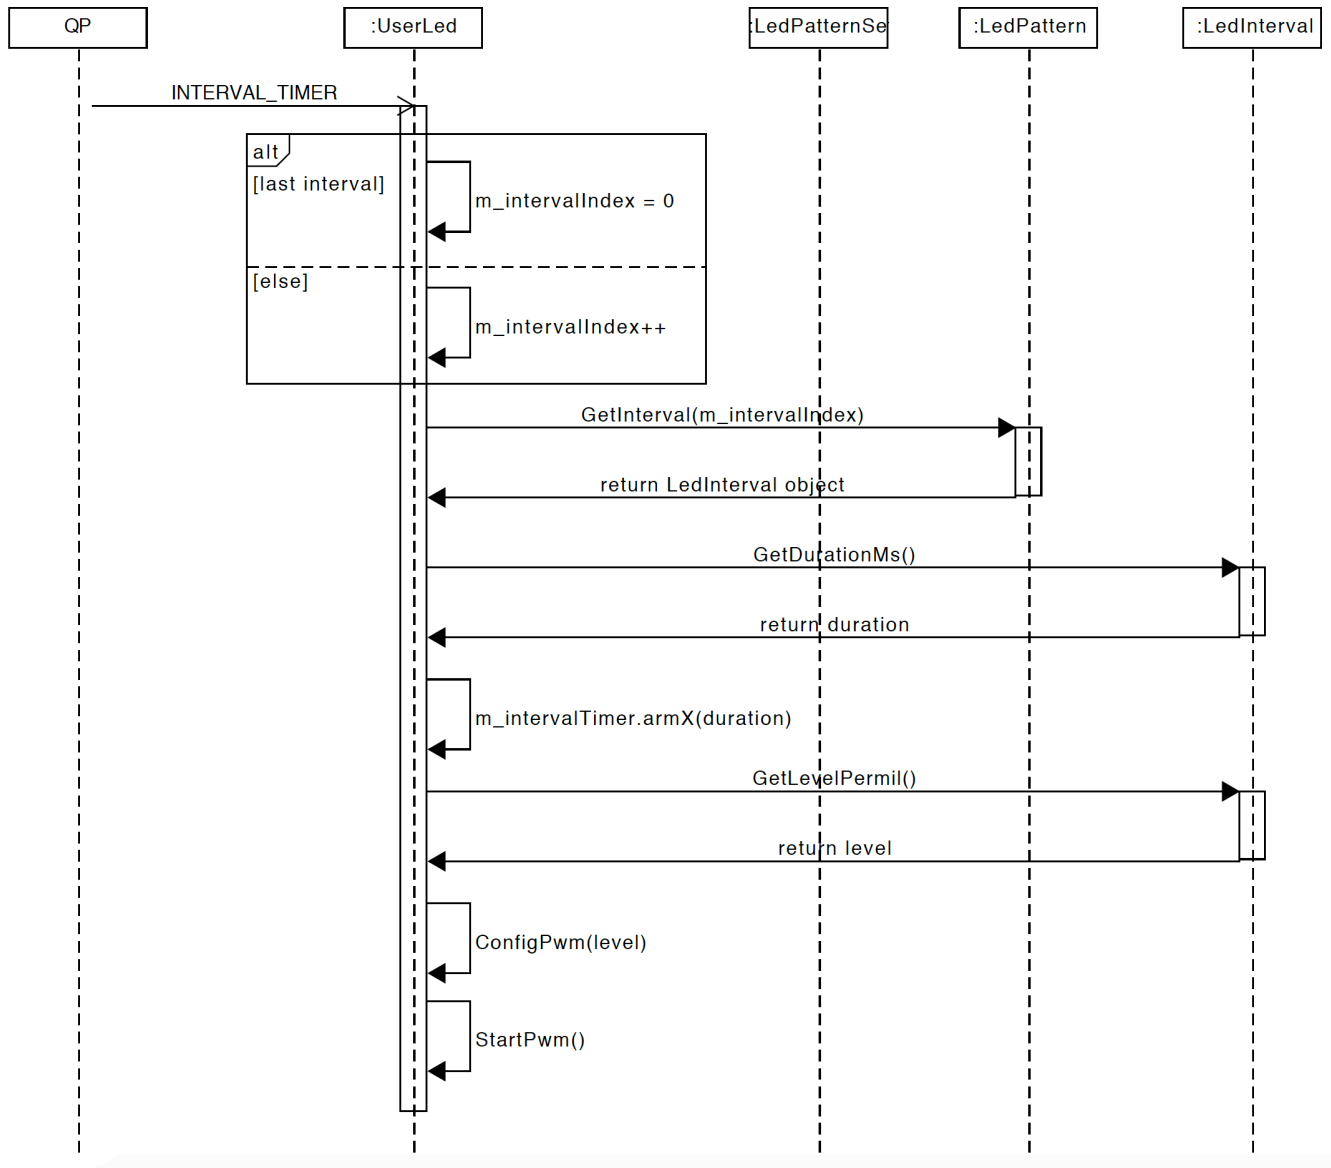 QP
:UserLed
:LedPatternSe
:LedPattern
:LedInterval
INTERVAL_TIMER
alt
[last interval]
m_intervalIndex = 0
[else]
m_intervalIndex++
GetInterval(m_intervalIndex)
return LedInterval object
GetDurationMs()
return duration
m_intervalTimer.armX(duration)
GetLevelPermil()
return level
ConfigPwm(level)
StartPwm()